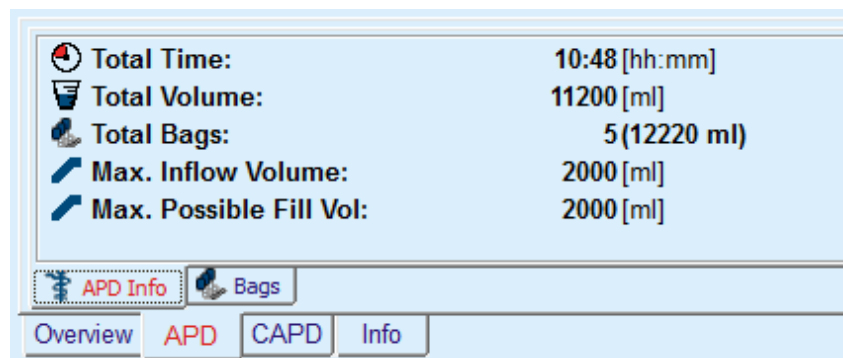 Total Time: 10:48 [hh:mm]
Total Volume: 11200 [ml]
Total Bags: 5 (12220 ml)
Max. Inflow Volume: 2000 [ml]
Max. Possible Fill Vol: 2000 [ml]
APD Info Bags
Overview APD CAPD Info